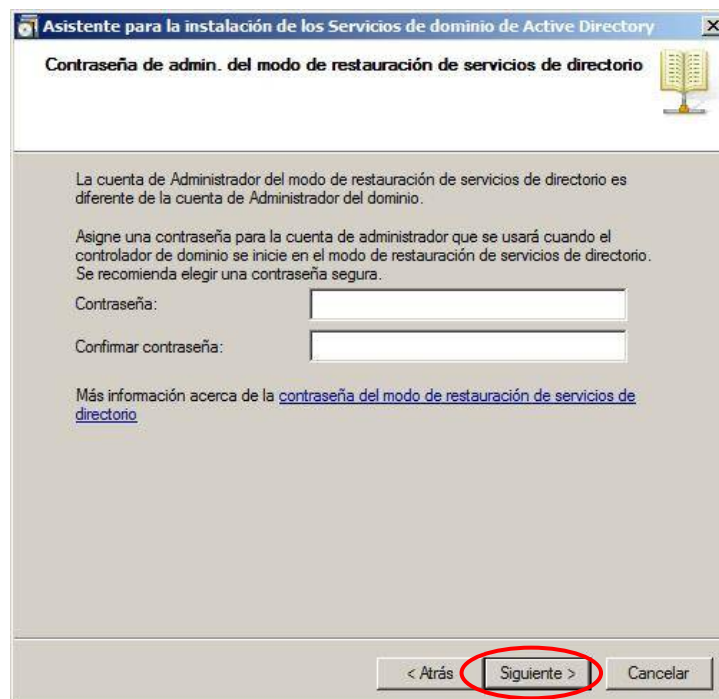 Asistente para la instalación de los Servicios de dominio de Active Directory
Contraseña de admin. del modo de restauración de servicios de directorio
La cuenta de Administrador del modo de restauración de servicios de directorio es
diferente de la cuenta de Administrador del dominio.
Asigne una contraseña para la cuenta de administrador que se usará cuando el
controlador de dominio se inicie en el modo de restauración de servicios de directorio.
Se recomienda elegir una contraseña segura.
Contraseña:
Confirmar contraseña:
Más información acerca de la contraseña del modo de restauración de servicios de
directorio
< Atrás Siguiente > Cancelar